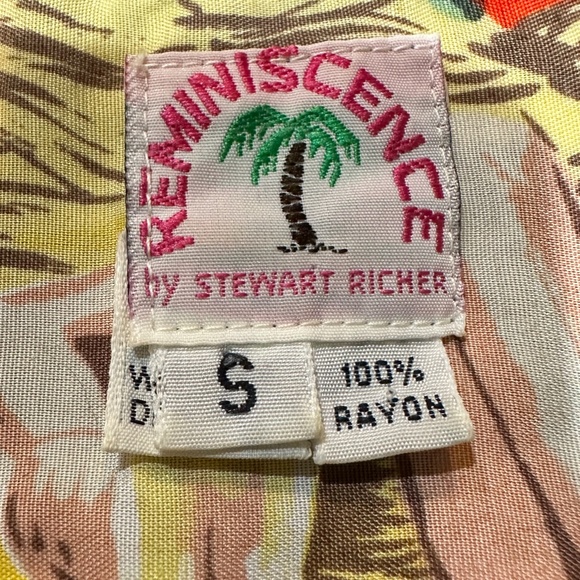 REMINISCENCE
by STEWART RICHER
S
100%
RAYON